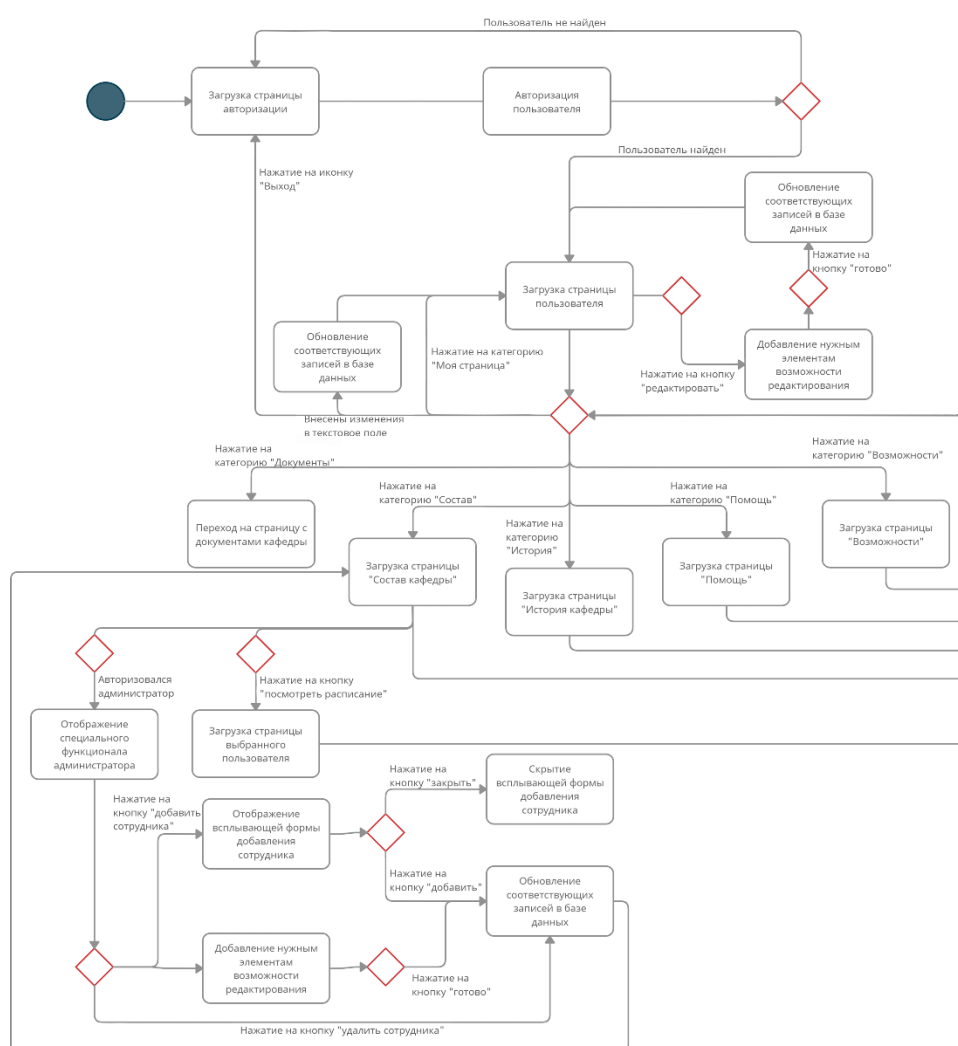 Пользователь не найден
Загрузка страницы
авторизации
Авторизация
пользователя
Пользователь найден
Нажатие на иконку
"Выход"
Обновление
соответствующих
записей в базе
данных
Нажатие на
кнопку "готово"
Загрузка страницы
пользователя
Обновление
соответствующих
записей в базе
данных
Нажатие на категорию
"Моя страница"
Добавление нужным
элементам
возможности
редактирования
Нажатие на кнопку
"редактировать"
Внесены изменения
в текстовое поле
Нажатие на
категорию "Документы"
Нажатие на
категорию "Возможности"
Нажатие на
категорию "Состав"
Нажатие на
категорию "Помощь"
Нажатие на
категорию
"История"
Переход на страницу с
документами кафедры
Загрузка страницы
"Возможности"
Загрузка страницы
"Состав кафедры"
Загрузка страницы
"История кафедры"
Загрузка страницы
"Помощь"
Авторизовался
администратор
Нажатие на кнопку
"посмотреть расписание"
Отображение
специального
функционала
администратора
Загрузка страницы
выбранного
пользователя
Нажатие на
кнопку "закрыть"
Скрытие
всплывающей формы
добавления
сотрудника
Нажатие на
кнопку "добавить
сотрудника"
Отображение
всплывающей формы
добавления
сотрудника
Нажатие на
кнопку "добавить"
Обновление
соответствующих
записей в базе
данных
Добавление нужным
элементам
возможности
редактирования
Нажатие на
кнопку "готово"
Нажатие на кнопку "удалить сотрудника"